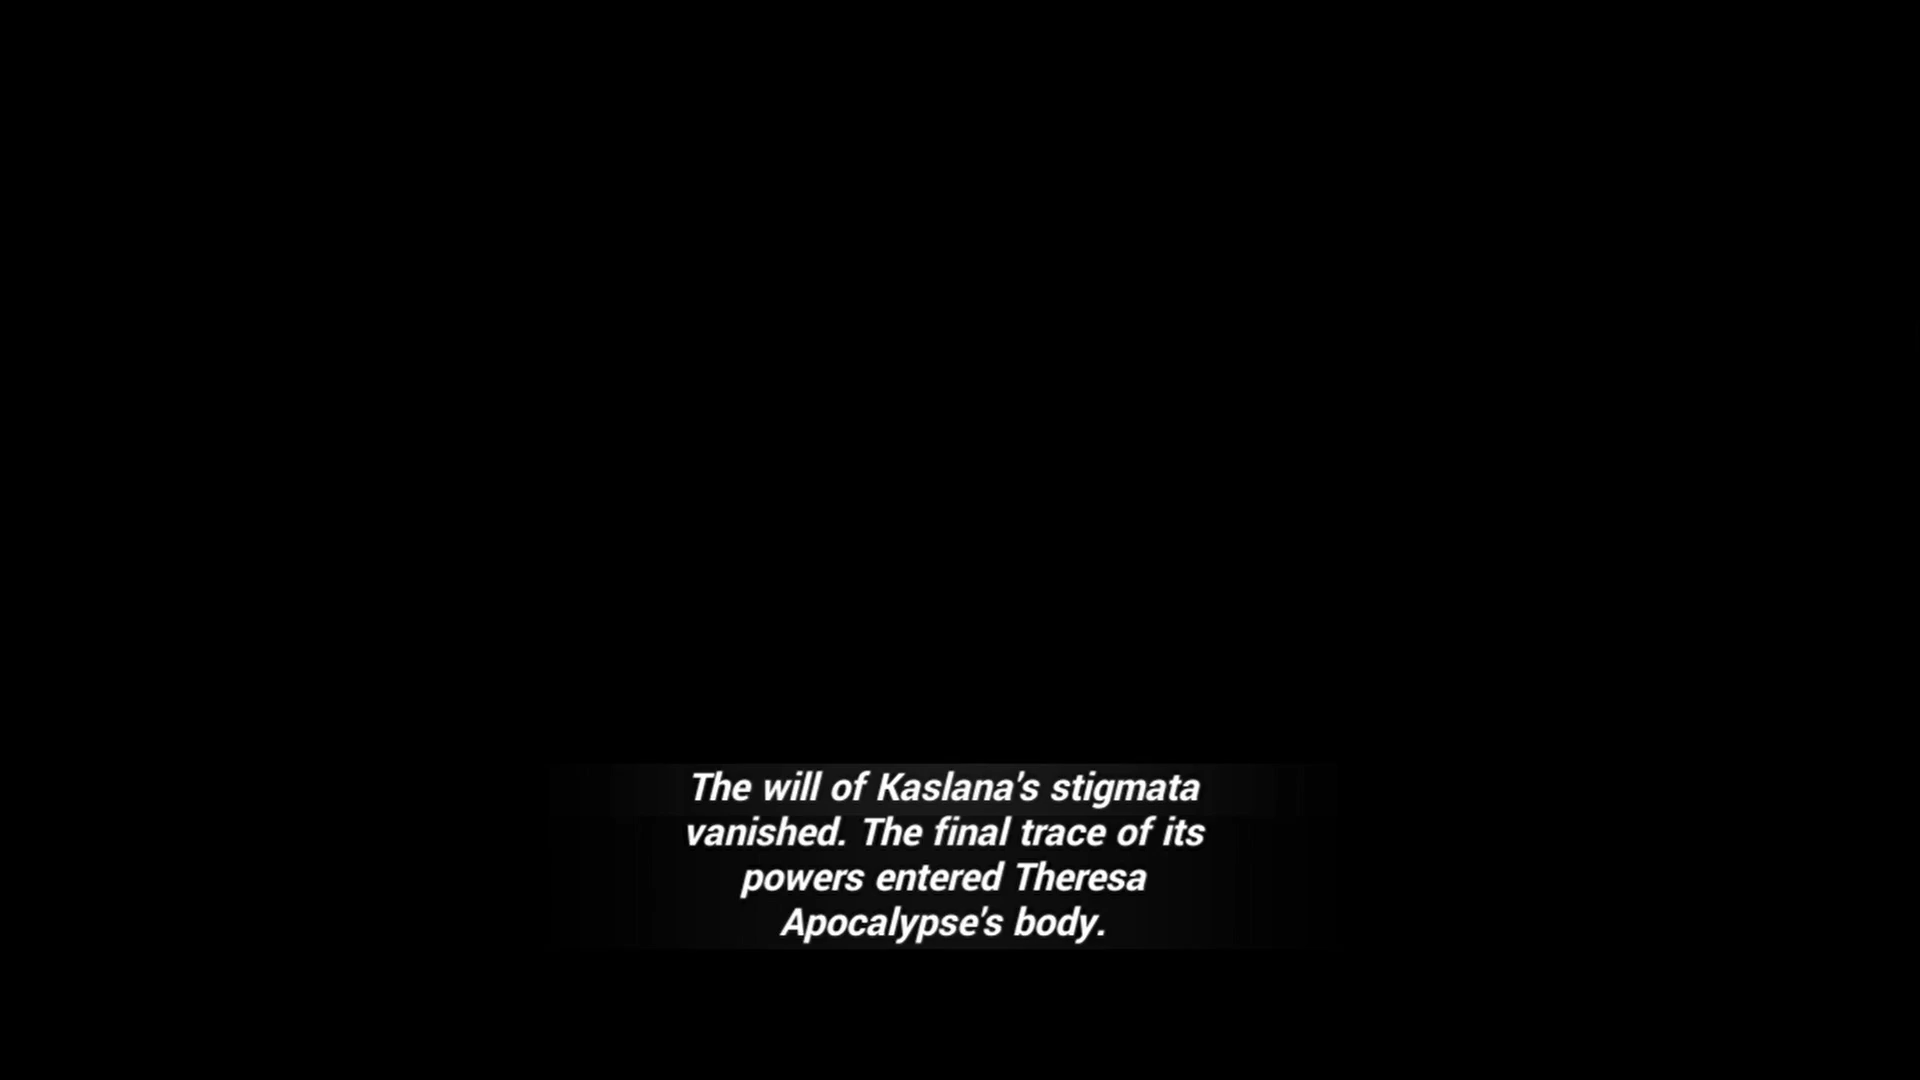 The will of Kaslana's stigmata
vanished. The final trace of its
powers entered Theresa
Apocalypse's body.